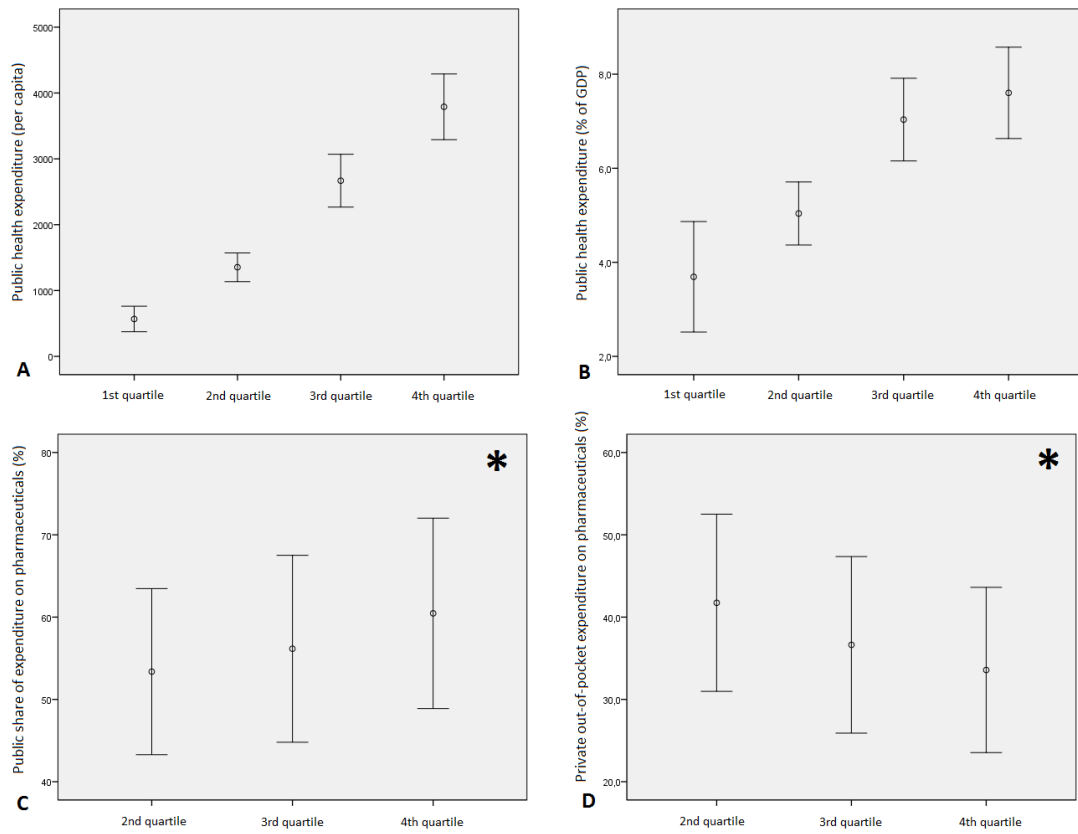 Public health expenditure (per capita)
5000
4000
3000
2000
1000
0
A
1st quartile 2nd quartile 3rd quartile 4th quartile
Public health expenditure (% of GDP)
8,0
6,0
4,0
2,0
B
1st quartile 2nd quartile 3rd quartile 4th quartile
Public share of expenditure on pharmaceuticals (%)
80
70
60
50
40
*
C
2nd quartile 3rd quartile 4th quartile
Private out-of-pocket expenditure on pharmaceuticals (%)
60,0
50,0
40,0
30,0
20,0
*
D
2nd quartile 3rd quartile 4th quartile